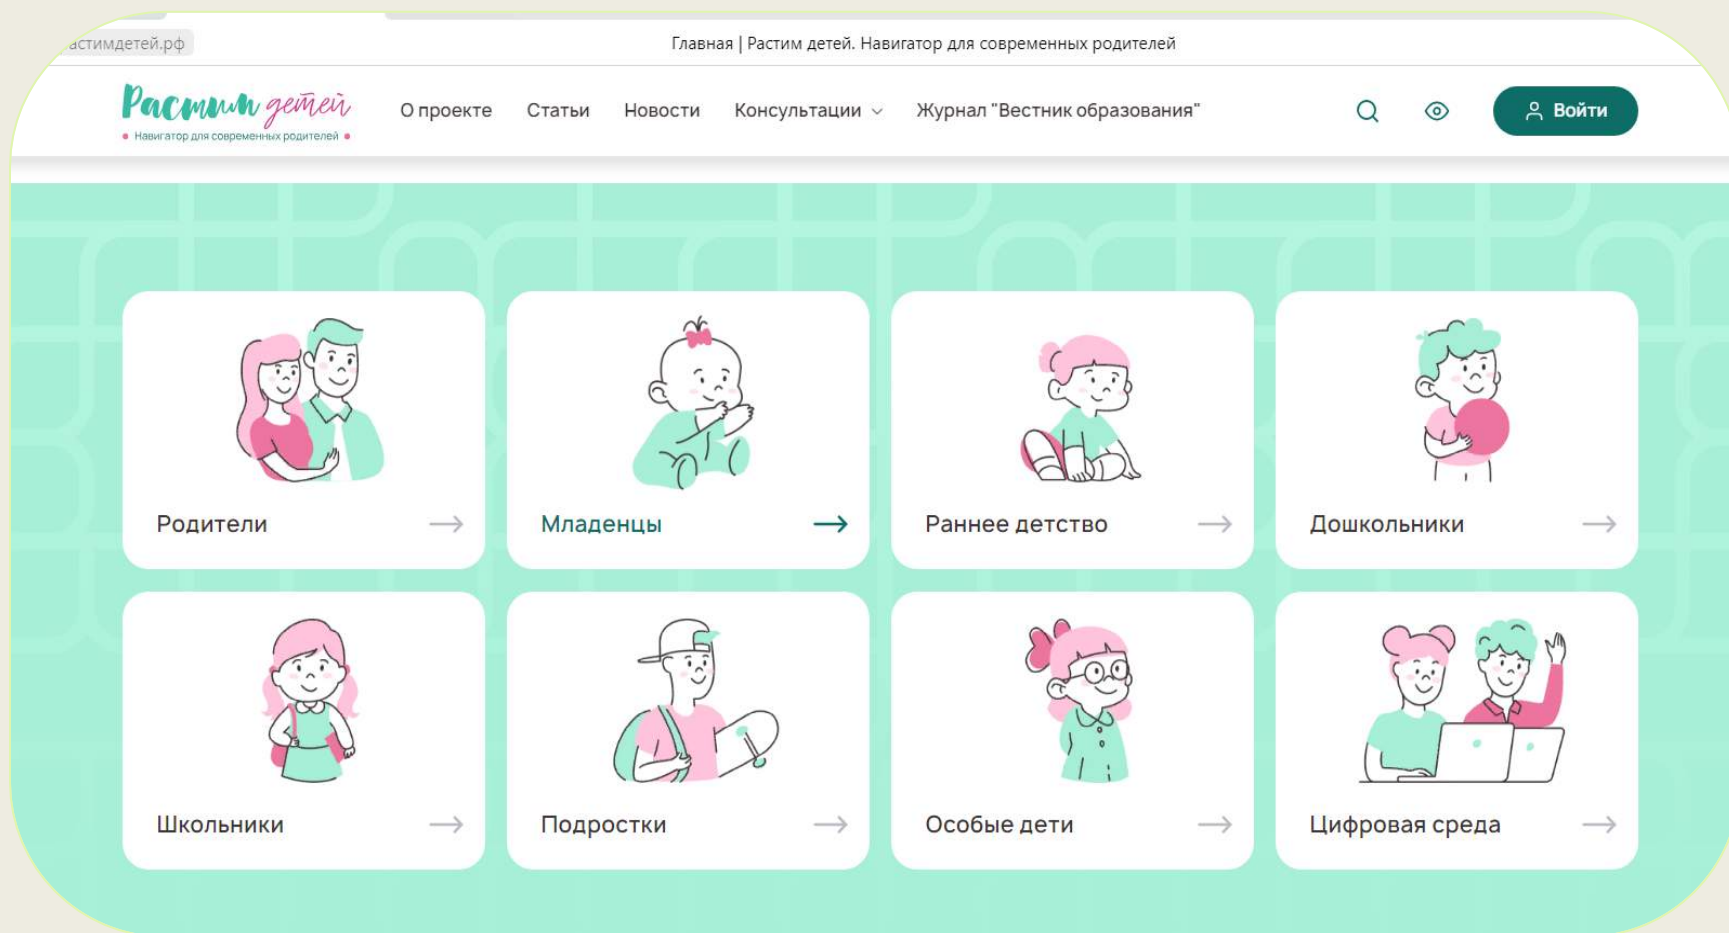 астимдетей.рф
Главная | Растим детей. Навигатор для современных родителей
Растим детей
Навигатор для современных родителей
О проекте
Статьи
Новости
Консультации
Журнал "Вестник образования"
Войти
Родители
Младенцы
Раннее детство
Дошкольники
Школьники
Подростки
Особые дети
Цифровая среда